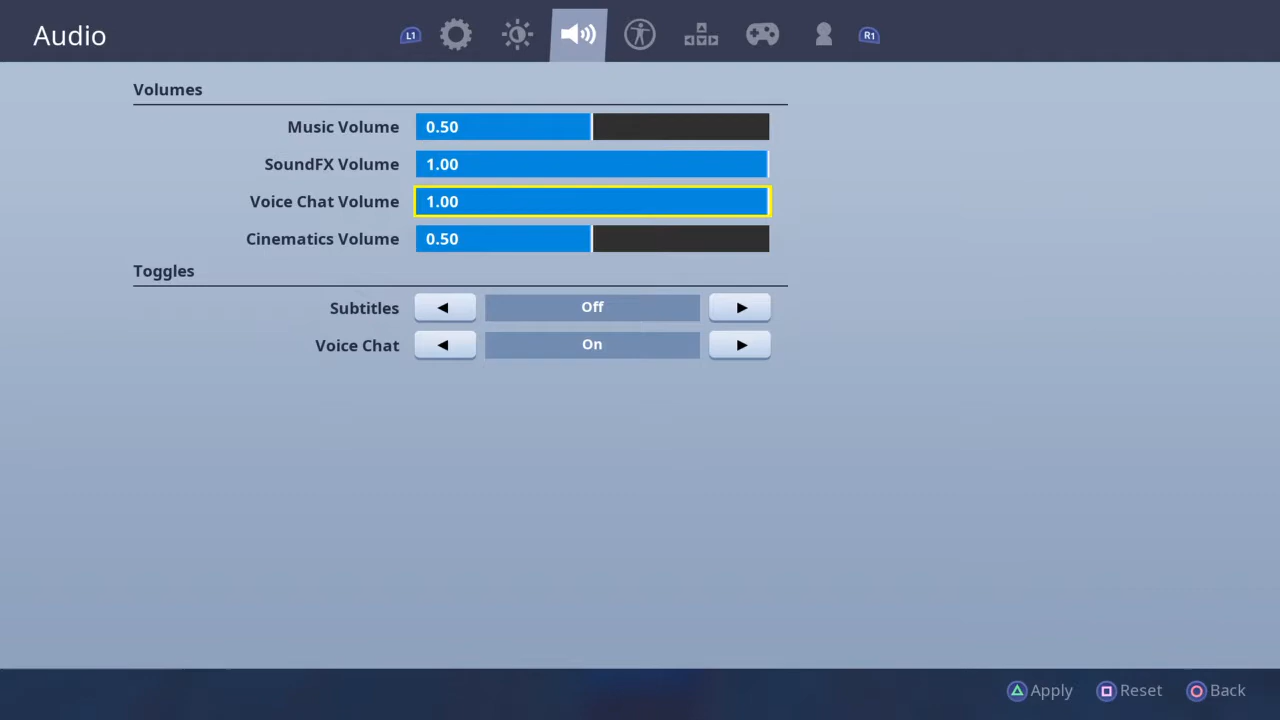 Audio
L1
R1
Volumes
Music Volume 0.50
SoundFX Volume 1.00
Voice Chat Volume 1.00
Cinematics Volume 0.50
Toggles
Subtitles Off
Voice Chat On
Apply Reset Back